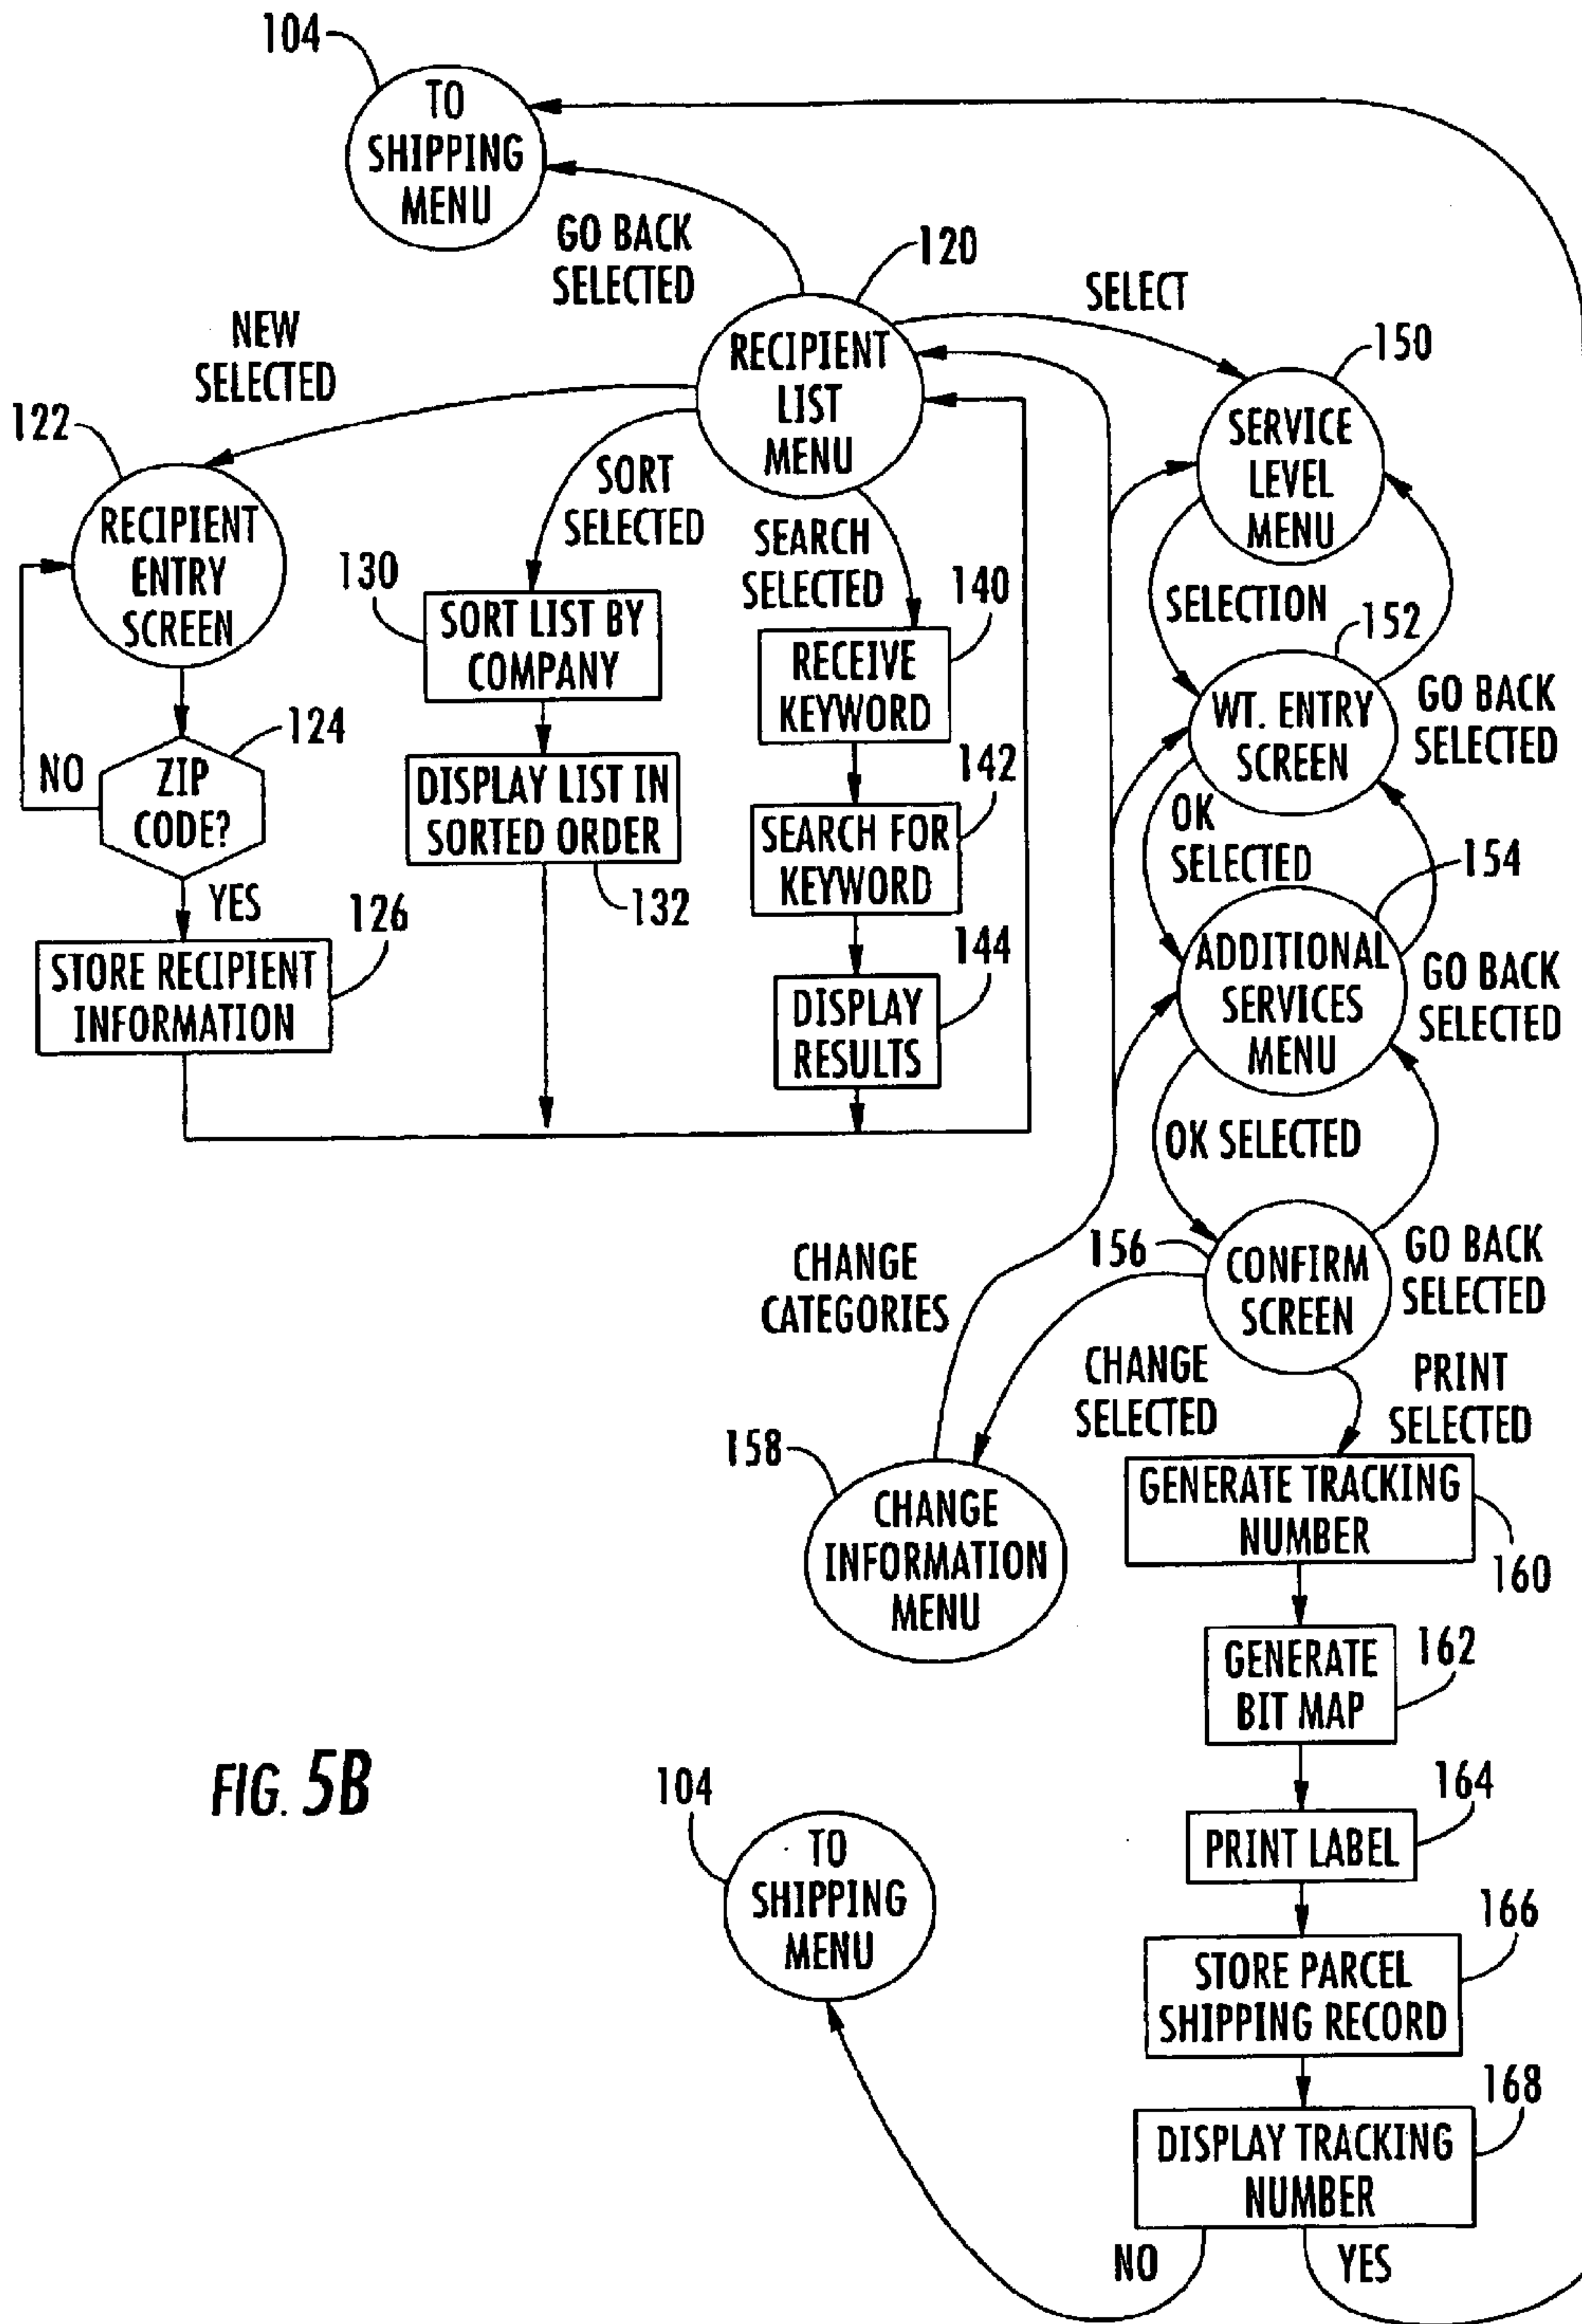 104
TO
SHIPPING
MENU
GO BACK
SELECTED
120
SELECT
NEW
SELECTED
RECIPIENT
LIST
MENU
150
SERVICE
LEVEL
MENU
122
RECIPIENT
ENTRY
SCREEN
SORT
SELECTED
SEARCH
SELECTED
130
SORT LIST BY
COMPANY
140
RECEIVE
KEYWORD
SELECTION
152
WT. ENTRY
SCREEN
GO BACK
SELECTED
124
NO
ZIP
CODE?
YES
DISPLAY LIST IN
SORTED ORDER
132
142
SEARCH FOR
KEYWORD
OK
SELECTED
154
126
STORE RECIPIENT
INFORMATION
144
DISPLAY
RESULTS
ADDITIONAL
SERVICES
MENU
GO BACK
SELECTED
OK SELECTED
CHANGE
CATEGORIES
156
CONFIRM
SCREEN
GO BACK
SELECTED
CHANGE
SELECTED
PRINT
SELECTED
158
CHANGE
INFORMATION
MENU
GENERATE TRACKING
NUMBER
160
GENERATE
BIT MAP
162
FIG. 5B
104
TO
SHIPPING
MENU
PRINT LABEL
164
STORE PARCEL
SHIPPING RECORD
166
DISPLAY TRACKING
NUMBER
168
NO
YES